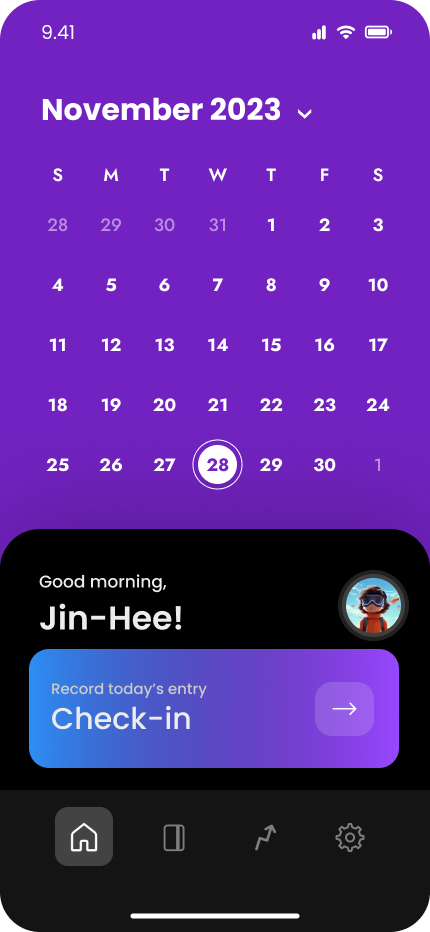 9.41
November 2023
S M T W T F S
28 29 30 31 1 2 3
4 5 6 7 8 9 10
11 12 13 14 15 16 17
18 19 20 21 22 23 24
25 26 27 28 29 30 1
Good morning,
Jin-Hee!
Record today's entry
Check-in